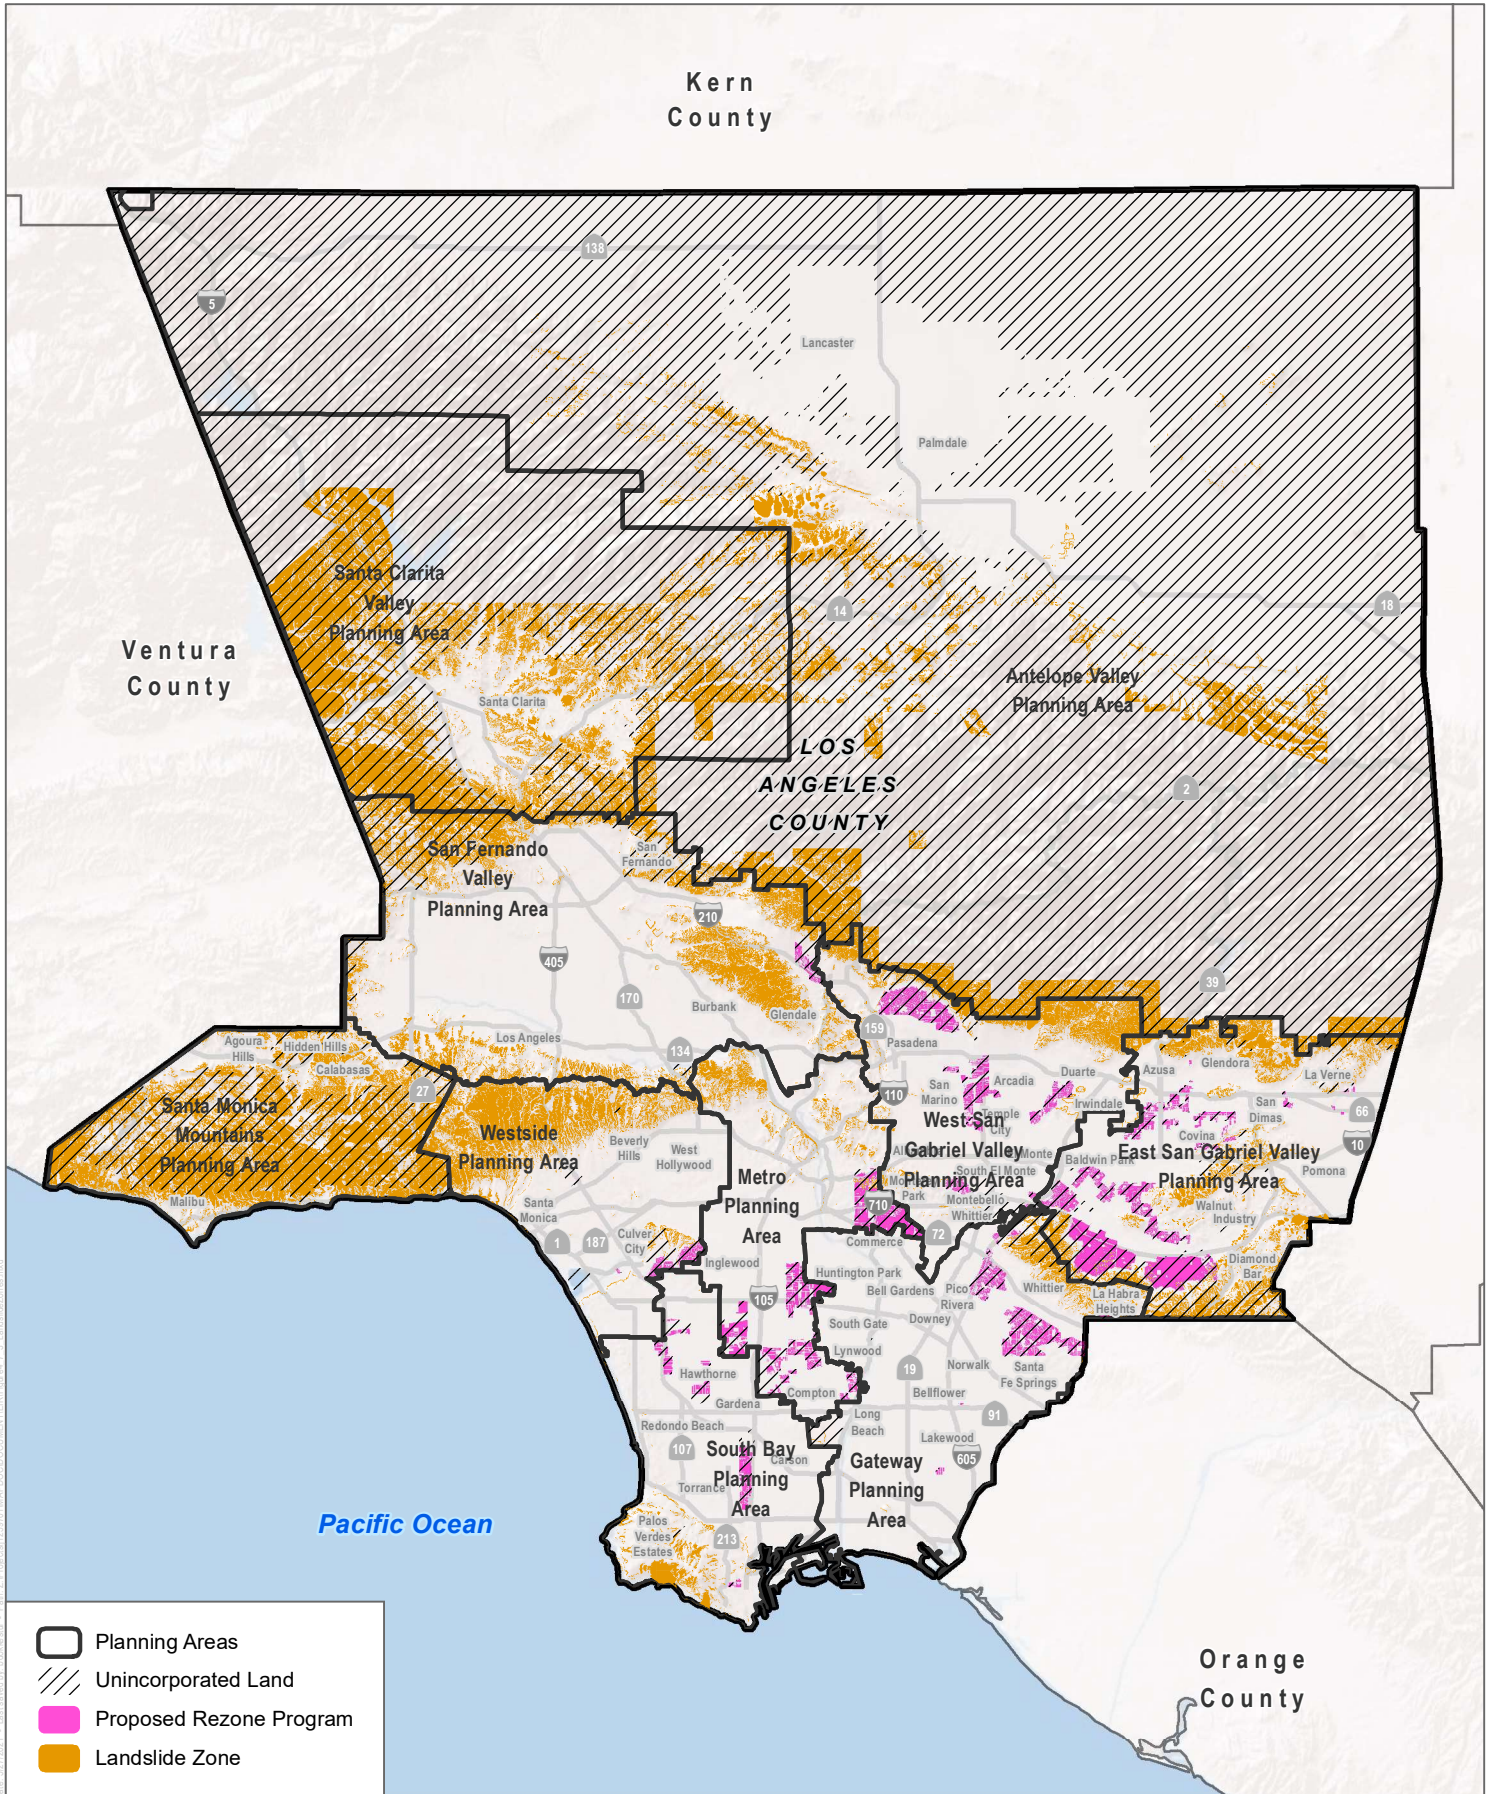 Kern
County
138
5
Lancaster
Palmdale
Santa Clarita
Valley
Planning Area
14
18
Ventura
County
Antelope Valley
Planning Area
Santa Clarita
LOS
ANGELES
COUNTY
2
San Fernando
Valley
Planning Area
San
Fernando
210
405
170
Burbank
Glendale
39
159
Pasadena
Los Angeles
134
Agoura
Hills
Hidden Hills
Calabasas
27
Glendora
Azusa
La Verne
Duarte
Arcadia
San
Marino
110
Irwindale
San
Dimas
66
10
Santa Monica
Mountains
Planning Area
Westside
Planning Area
Beverly
Hills
West
Hollywood
West San
Gabriel Valley
Planning Area
Temple
City
Monte
South El Monte
Baldwin Park
Covina
East San Gabriel Valley
Planning Area
Pomona
Metro
Planning
Area
Park
710
Montebello
Whittier
Walnut
Industry
Malibu
Santa
Monica
1
187
Culver
City
Commerce
72
Inglewood
Huntington Park
Bell Gardens
Pico
Rivera
Whittier
Diamond
Bar
La Habra
Heights
105
South Gate
Downey
Lynwood
19
Norwalk
Santa
Fe Springs
Hawthorne
Compton
Bellflower
Gardena
Long
Beach
91
Redondo Beach
107
South Bay
Planning
Area
Carson
Lakewood
605
Gateway
Planning
Area
Torrance
Pacific Ocean
Palos
Verdes
Estates
213
Orange
County
Planning Areas
Unincorporated Land
Proposed Rezone Program
Landslide Zone